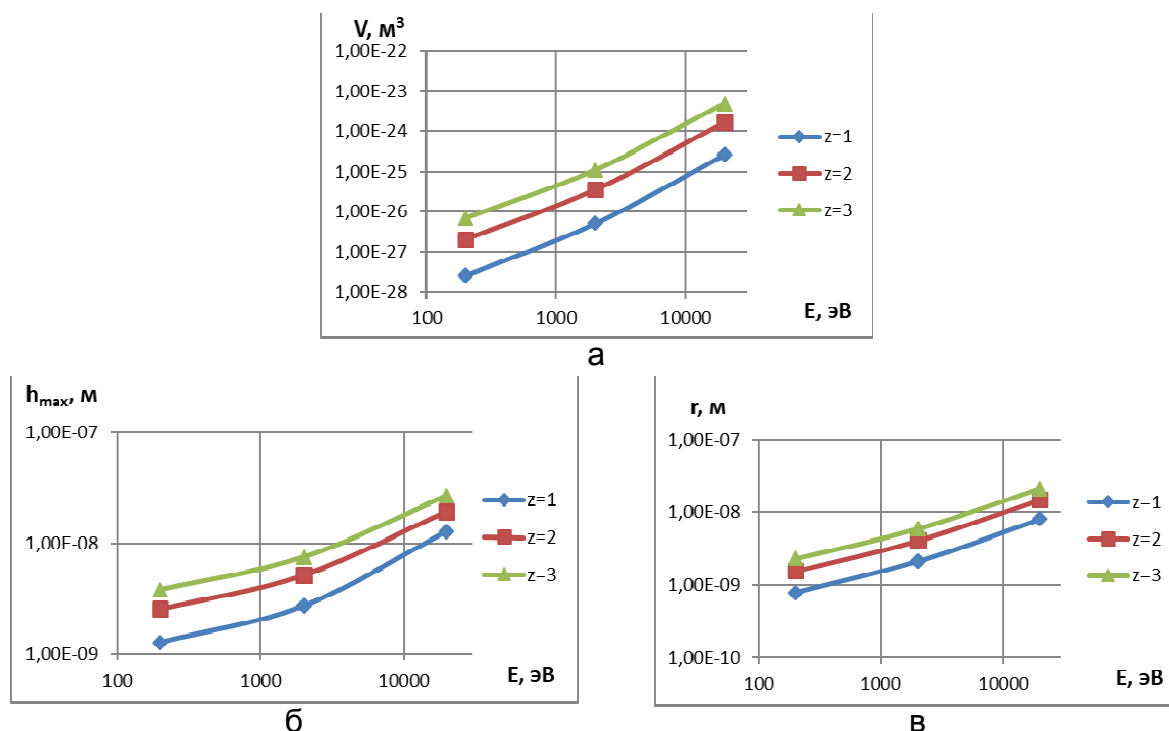 V, м³
1,00E-22
1,00E-23
1,00E-24
1,00E-25
1,00E-26
1,00E-27
1,00E-28
100 1000 10000
E, эВ
z=1
z=2
z=3
а
hmax, м
1,00E-07
1,00E-08
1,00E-09
100 1000 10000
E, эВ
z=1
z=2
z=3
б
r, м
1,00E-07
1,00E-08
1,00E-09
1,00E-10
100 1000 10000
E, эВ
z=1
z=2
z=3
в